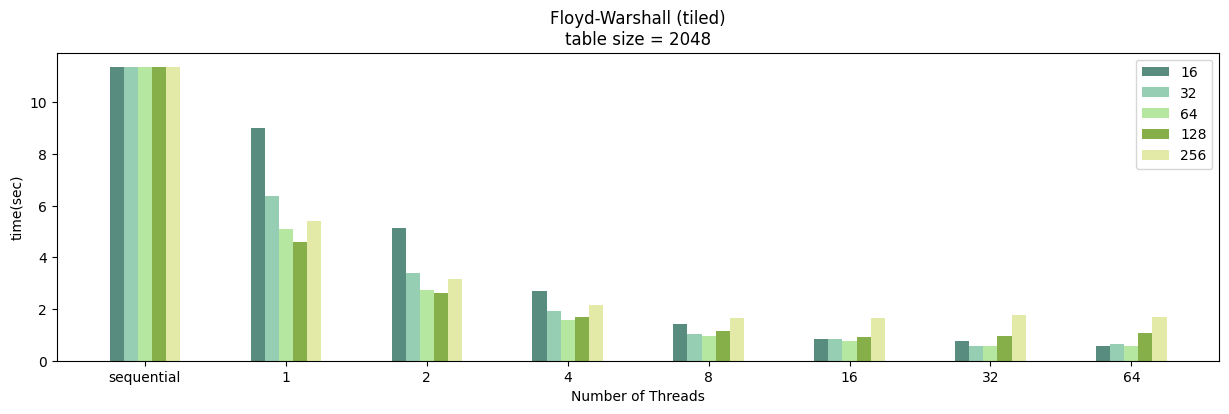 Floyd-Warshall (tiled)
table size = 2048
16
32
64
128
256
time(sec)
10
8
6
4
2
0
sequential 1 2 4 8 16 32 64
Number of Threads